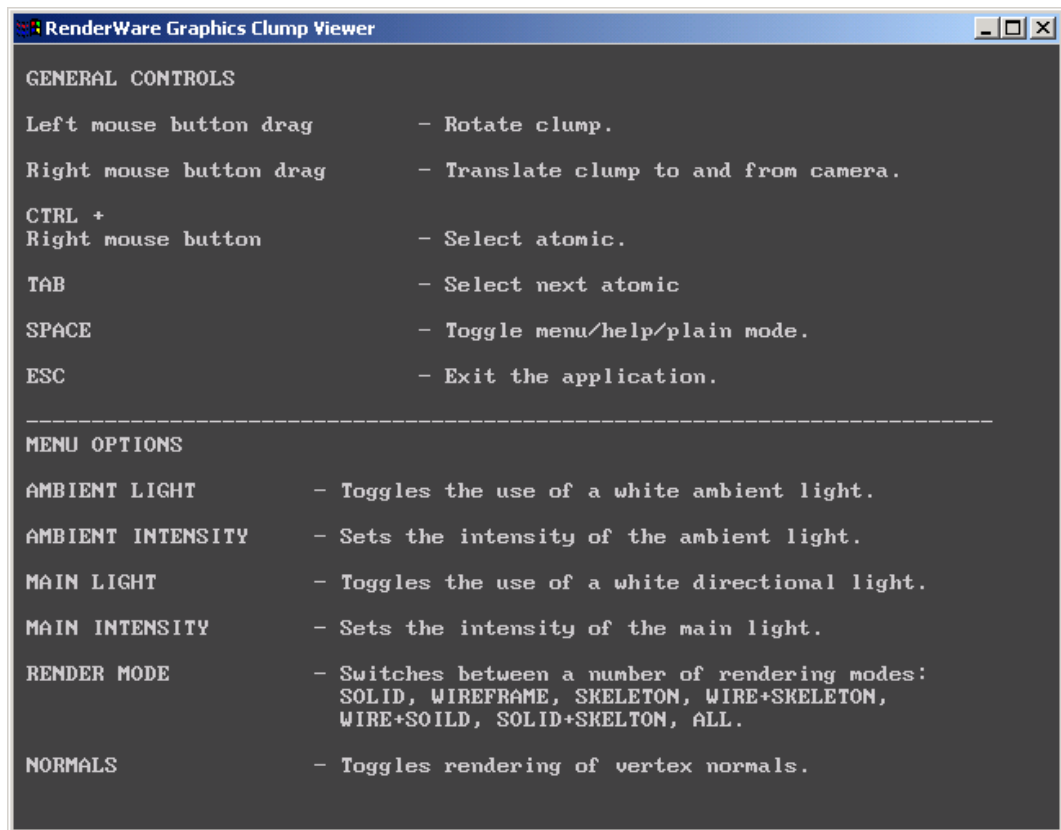 RenderWare Graphics Clump Viewer
GENERAL CONTROLS
Left mouse button drag - Rotate clump.
Right mouse button drag - Translate clump to and from camera.
CTRL +
Right mouse button - Select atomic.
TAB - Select next atomic
SPACE - Toggle menu/help/plain mode.
ESC - Exit the application.
MENU OPTIONS
AMBIENT LIGHT - Toggles the use of a white ambient light.
AMBIENT INTENSITY - Sets the intensity of the ambient light.
MAIN LIGHT - Toggles the use of a white directional light.
MAIN INTENSITY - Sets the intensity of the main light.
RENDER MODE - Switches between a number of rendering modes:
SOLID, WIREFRAME, SKELETON, WIRE+SKELETON,
WIRE+SOILD, SOLID+SKELTON, ALL.
NORMALS - Toggles rendering of vertex normals.